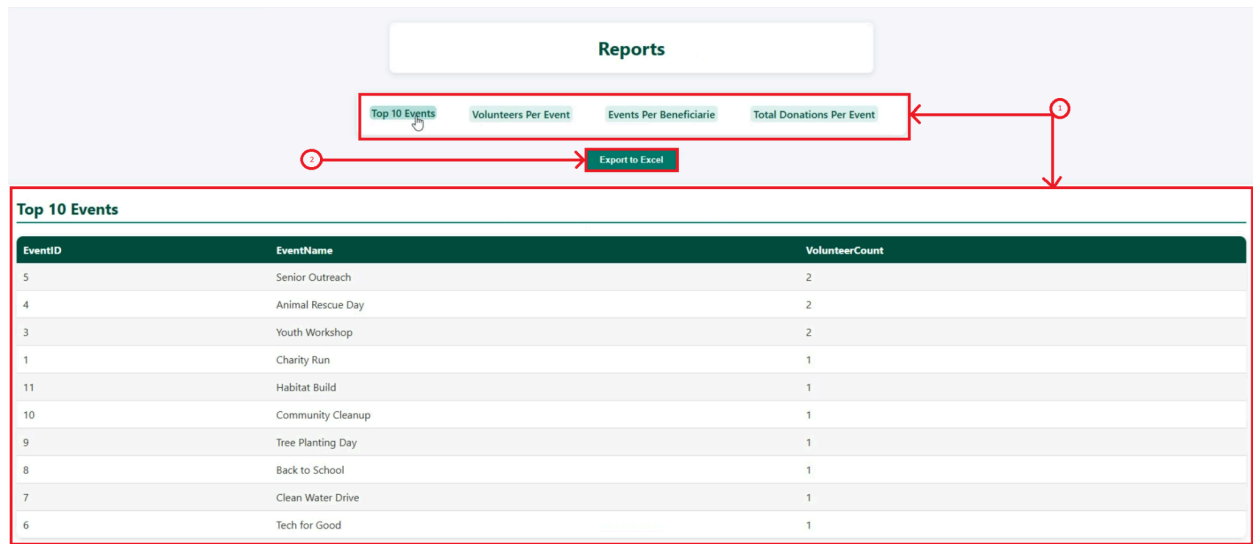 Reports
Top 10 Events Volunteers Per Event Events Per Beneficiarie Total Donations Per Event 1
2 Export to Excel
Top 10 Events
EventID EventName VolunteerCount
5 Senior Outreach 2
4 Animal Rescue Day 2
3 Youth Workshop 2
1 Charity Run 1
11 Habitat Build 1
10 Community Cleanup 1
9 Tree Planting Day 1
8 Back to School 1
7 Clean Water Drive 1
6 Tech for Good 1